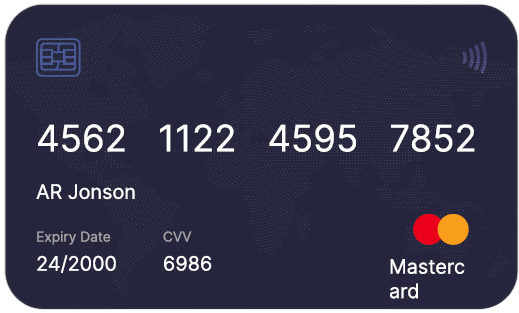 4562 1122 4595 7852
AR Jonson
Expiry Date CVV
24/2000 6986
Masterc
ard